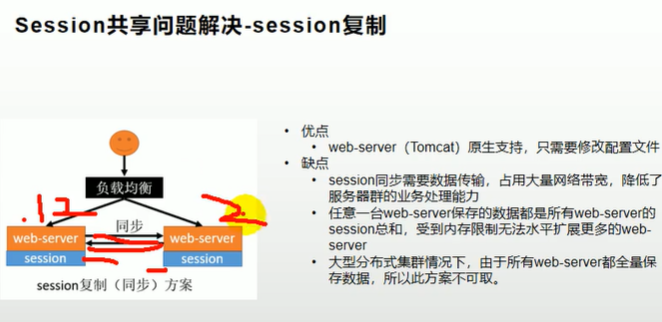 Session共享问题解决-session复制
负载均衡
.12
2
同步
web-server
web-server
session
session
session复制(同步)方案
• 优点
• web-server(Tomcat)原生支持,只需要修改配置文件
• 缺点
• session同步需要数据传输,占用大量网络带宽,降低了
服务器群的业务处理能力
• 任意一台web-server保存的数据都是所有web-server的
session总和,受到内存限制无法水平扩展更多的web-
server
• 大型分布式集群情况下,由于所有web-server都全量保
存数据,所以此方案不可取。